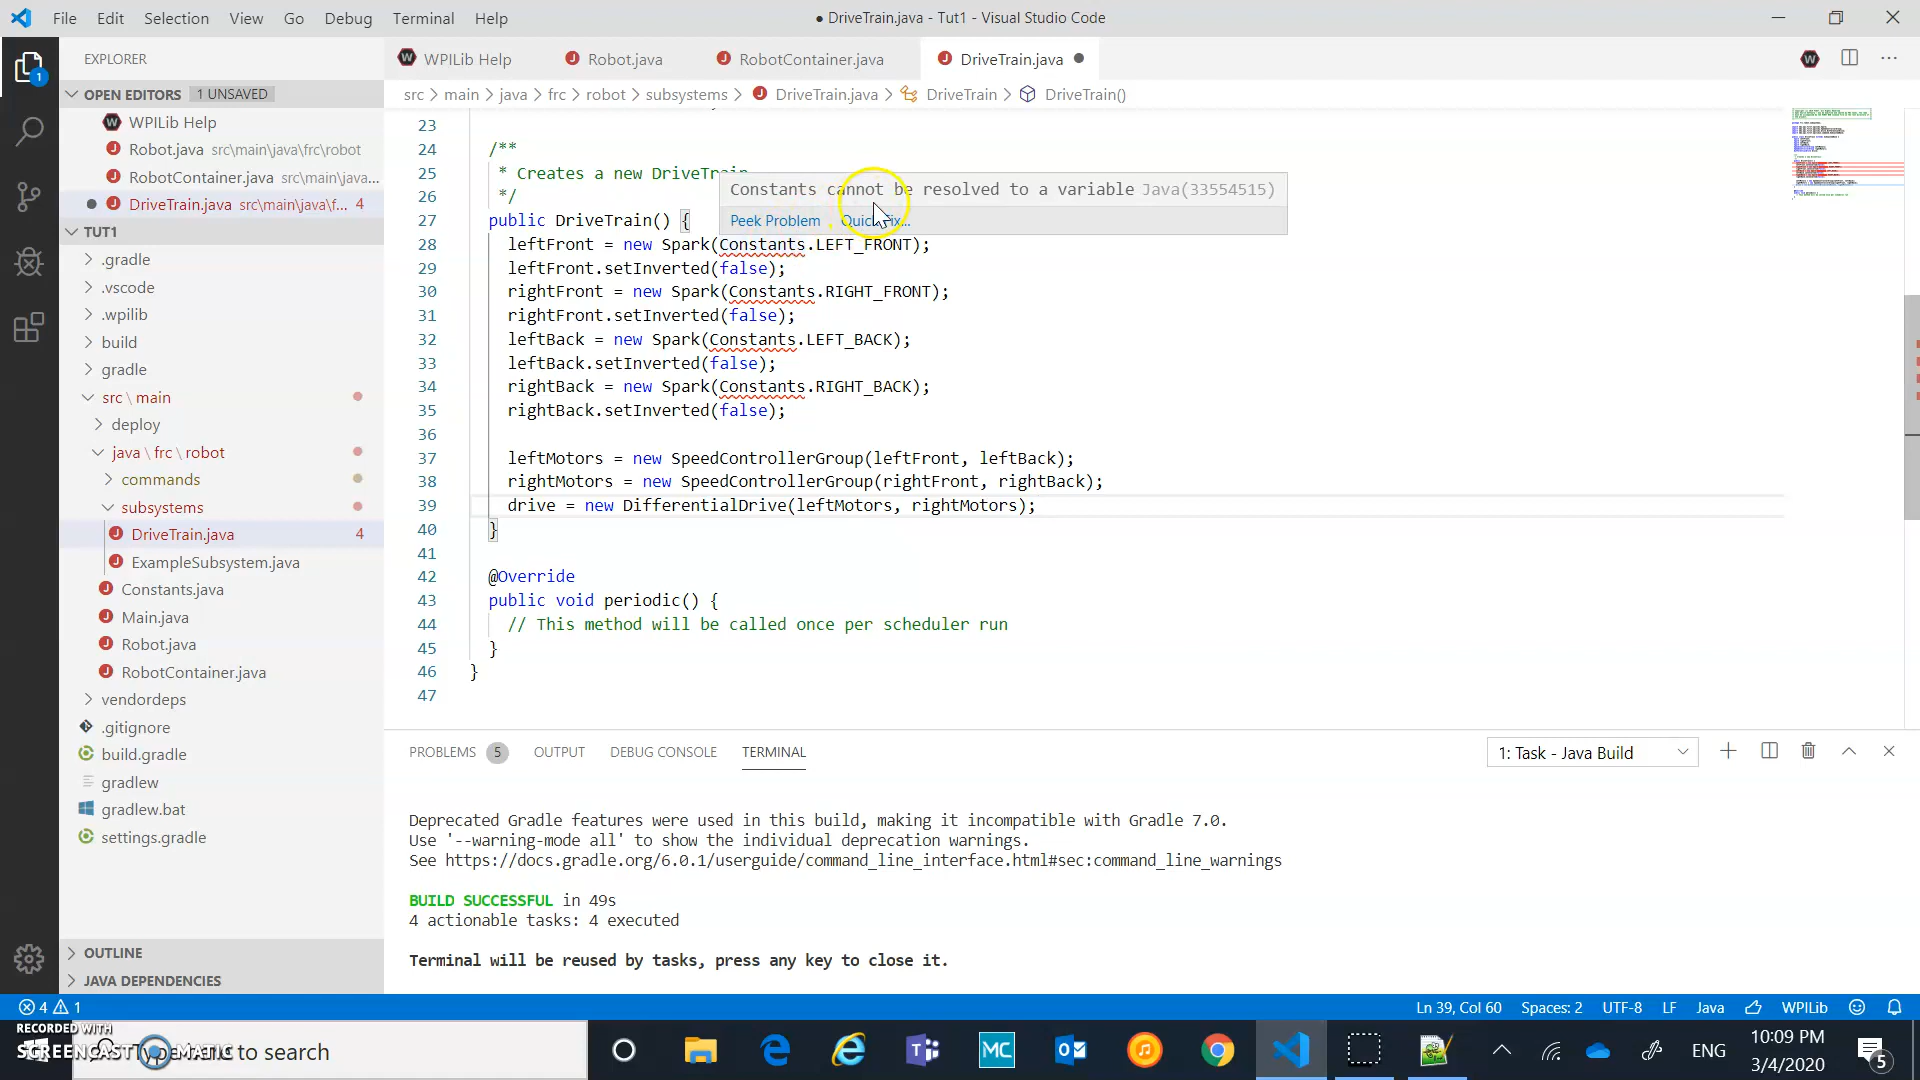 File Edit Selection View Go Debug Terminal Help
● DriveTrain.java - Tut1 - Visual Studio Code
EXPLORER
WPILib Help
Robot.java
RobotContainer.java
DriveTrain.java
OPEN EDITORS 1 UNSAVED
src > main > java > frc > robot > subsystems > DriveTrain.java > DriveTrain > DriveTrain()
WPILib Help
Robot.java src\main\java\frc\robot
RobotContainer.java src\main\java...
DriveTrain.java src\main\java\f... 4
TUT1
.gradle
.vscode
.wpilib
build
gradle
src \ main
deploy
java \ frc \ robot
commands
subsystems
DriveTrain.java 4
ExampleSubsystem.java
Constants.java
Main.java
Robot.java
RobotContainer.java
vendordeps
.gitignore
build.gradle
gradlew
gradlew.bat
settings.gradle
OUTLINE
JAVA DEPENDENCIES
23
24 /**
25 * Creates a new DriveTrain
Constants cannot be resolved to a variable Java(33554515)
Peek Problem Quick Fix...
26 */
27 public DriveTrain() {
28 leftFront = new Spark(Constants.LEFT_FRONT);
29 leftFront.setInverted(false);
30 rightFront = new Spark(Constants.RIGHT_FRONT);
31 rightFront.setInverted(false);
32 leftBack = new Spark(Constants.LEFT_BACK);
33 leftBack.setInverted(false);
34 rightBack = new Spark(Constants.RIGHT_BACK);
35 rightBack.setInverted(false);
36
37 leftMotors = new SpeedControllerGroup(leftFront, leftBack);
38 rightMotors = new SpeedControllerGroup(rightFront, rightBack);
39 drive = new DifferentialDrive(leftMotors, rightMotors);
40 }
41
42 @Override
43 public void periodic() {
44 // This method will be called once per scheduler run
45 }
46 }
47
PROBLEMS 5 OUTPUT DEBUG CONSOLE TERMINAL
1: Task - Java Build
Deprecated Gradle features were used in this build, making it incompatible with Gradle 7.0.
Use '--warning-mode all' to show the individual deprecation warnings.
See https://docs.gradle.org/6.0.1/userguide/command_line_interface.html#sec:command_line_warnings
BUILD SUCCESSFUL in 49s
4 actionable tasks: 4 executed
Terminal will be reused by tasks, press any key to close it.
4 1
Ln 39, Col 60 Spaces: 2 UTF-8 LF Java WPILib
RECORDED WITH
SCREENCAST MATIC
Type here to search
MC
ENG
10:09 PM
3/4/2020
5